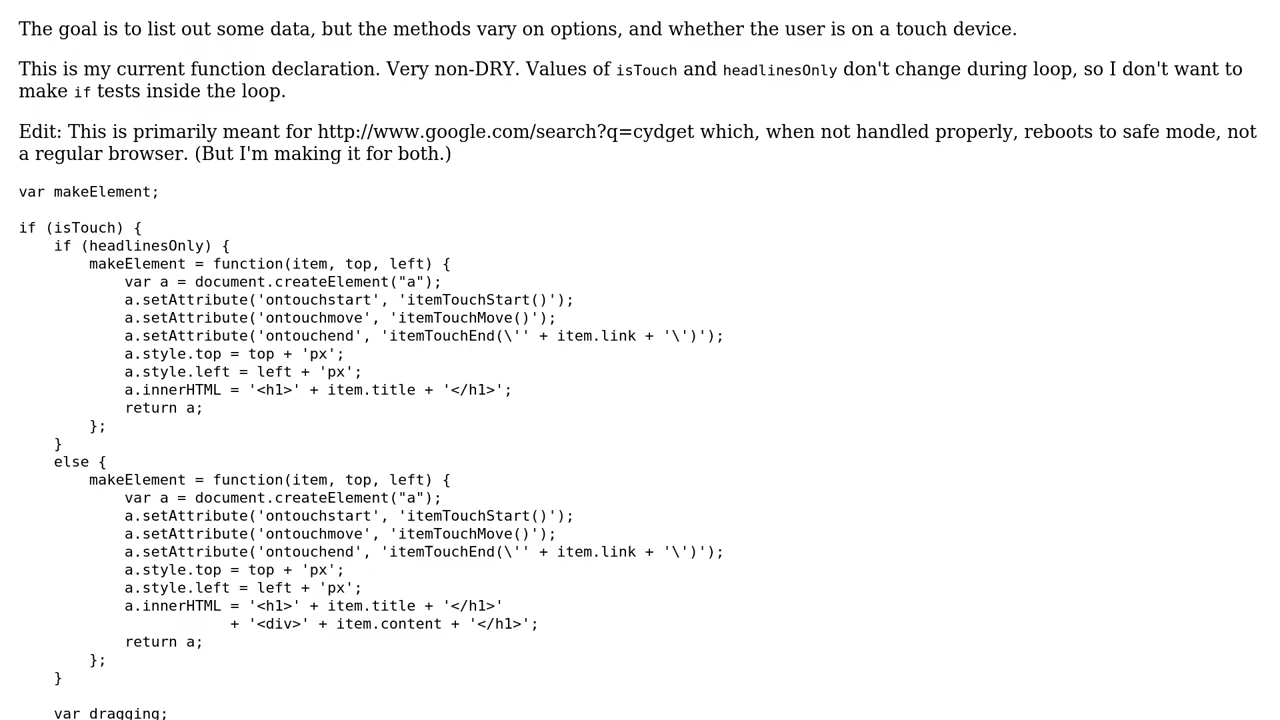 The goal is to list out some data, but the methods vary on options, and whether the user is on a touch device.
This is my current function declaration. Very non-DRY. Values of isTouch and headlinesOnly don't change during loop, so I don't want to
make if tests inside the loop.
Edit: This is primarily meant for http://www.google.com/search?q=cydget which, when not handled properly, reboots to safe mode, not
a regular browser. (But I'm making it for both.)
var makeElement;
if (isTouch) {
    if (headlinesOnly) {
        makeElement = function(item, top, left) {
            var a = document.createElement("a");
            a.setAttribute('ontouchstart', 'itemTouchStart()');
            a.setAttribute('ontouchmove', 'itemTouchMove()');
            a.setAttribute('ontouchend', 'itemTouchEnd(\'' + item.link + '\')');
            a.style.top = top + 'px';
            a.style.left = left + 'px';
            a.innerHTML = '<h1>' + item.title + '</h1>';
            return a;
        };
    }
    else {
        makeElement = function(item, top, left) {
            var a = document.createElement("a");
            a.setAttribute('ontouchstart', 'itemTouchStart()');
            a.setAttribute('ontouchmove', 'itemTouchMove()');
            a.setAttribute('ontouchend', 'itemTouchEnd(\'' + item.link + '\')');
            a.style.top = top + 'px';
            a.style.left = left + 'px';
            a.innerHTML = '<h1>' + item.title + '</h1>'
                        + '<div>' + item.content + '</h1>';
            return a;
        };
    }
    var dragging;